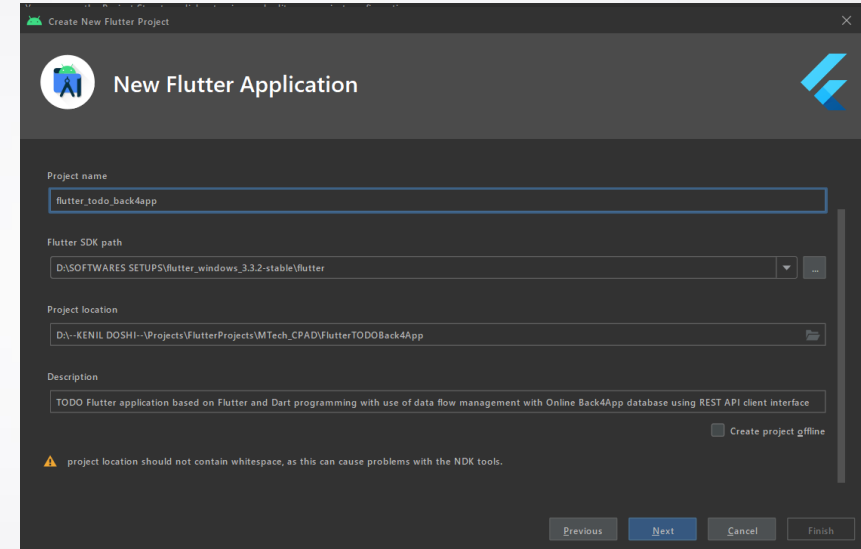 Create New Flutter Project
New Flutter Application
Project name
flutter_todo_back4app
Flutter SDK path
D:\SOFTWARES SETUPS\flutter_windows_3.3.2-stable\flutter
...
Project location
D:\--KENIL DOSHI--\Projects\FlutterProjects\MTech_CPAD\FlutterTODOBack4App
Description
TODO Flutter application based on Flutter and Dart programming with use of data flow management with Online Back4App database using REST API client interface
Create project offline
project location should not contain whitespace, as this can cause problems with the NDK tools.
Previous Next Cancel Finish